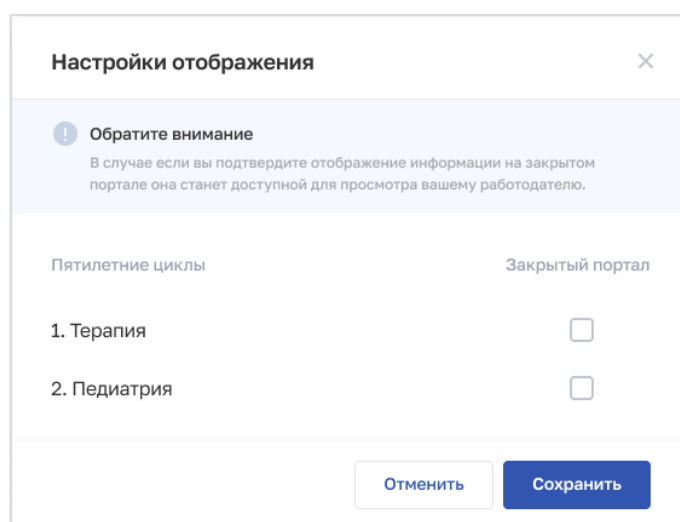 Настройки отображения
Обратите внимание
В случае если вы подтвердите отображение информации на закрытом
портале она станет доступной для просмотра вашему работодателю.
Пятилетние циклы Закрытый портал
1. Терапия
2. Педиатрия
Отменить Сохранить